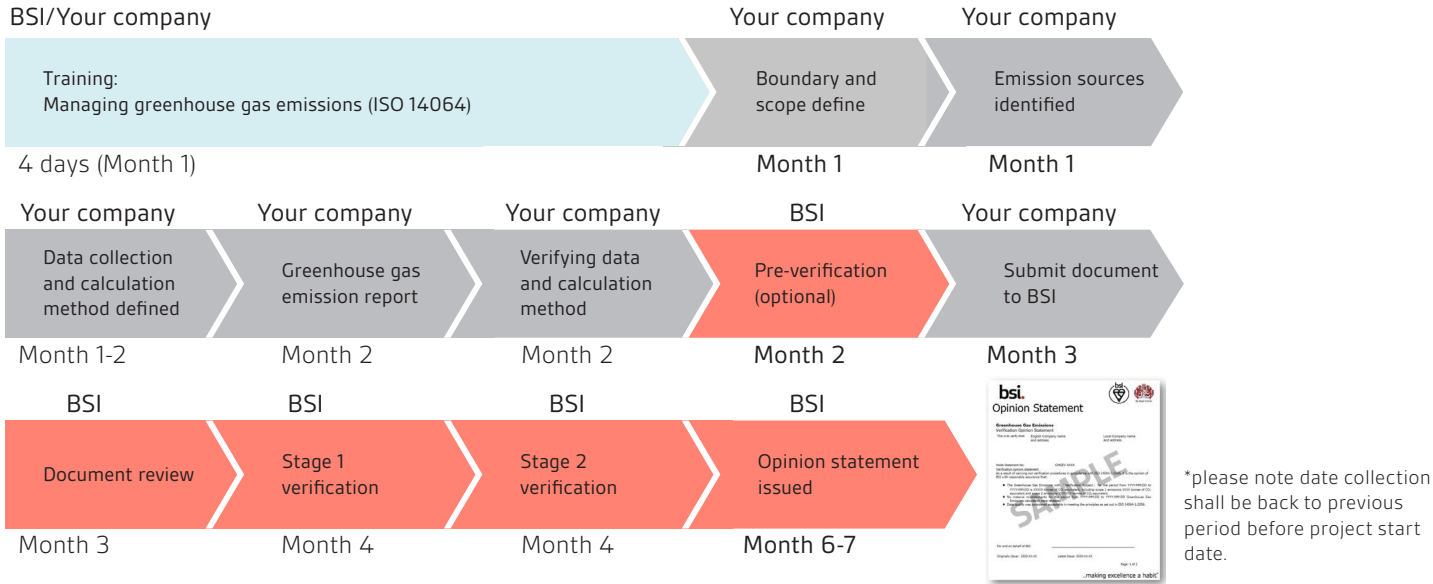 BSI/Your company
Your company
Your company
Training:
Managing greenhouse gas emissions (ISO 14064)
Boundary and
scope define
Emission sources
identified
4 days (Month 1)
Month 1
Month 1
Your company
Your company
Your company
BSI
Your company
Data collection
and calculation
method defined
Greenhouse gas
emission report
Verifying data
and calculation
method
Pre-verification
(optional)
Submit document
to BSI
Month 1-2
Month 2
Month 2
Month 2
Month 3
BSI
BSI
BSI
BSI
Document review
Stage 1
verification
Stage 2
verification
Opinion statement
issued
Month 3
Month 4
Month 4
Month 6-7
bsi.
bsi
Opinion Statement
Greenhouse Gas Emissions
Verification Opinion Statement
SAMPLE
...making excellence a habit
*please note date collection
shall be back to previous
period before project start
date.